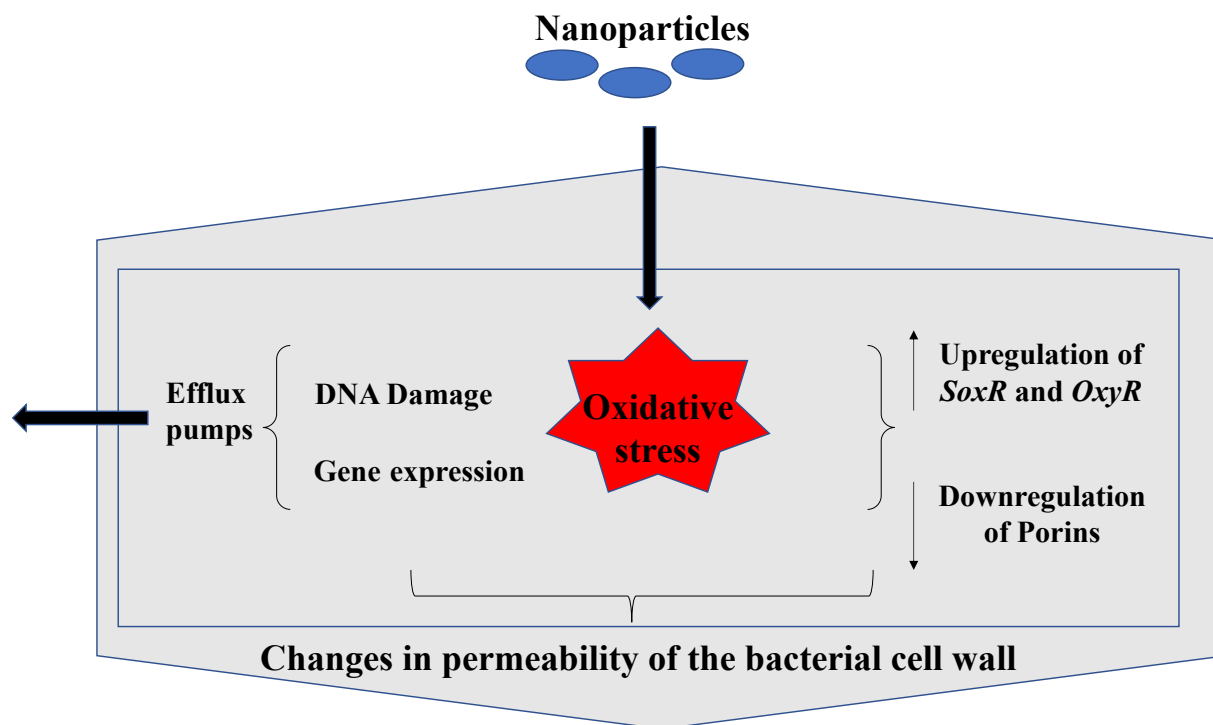 Nanoparticles
Efflux
pumps
DNA Damage
Gene expression
Oxidative
stress
Upregulation of
SoxR and OxyR
Downregulation
of Porins
Changes in permeability of the bacterial cell wall